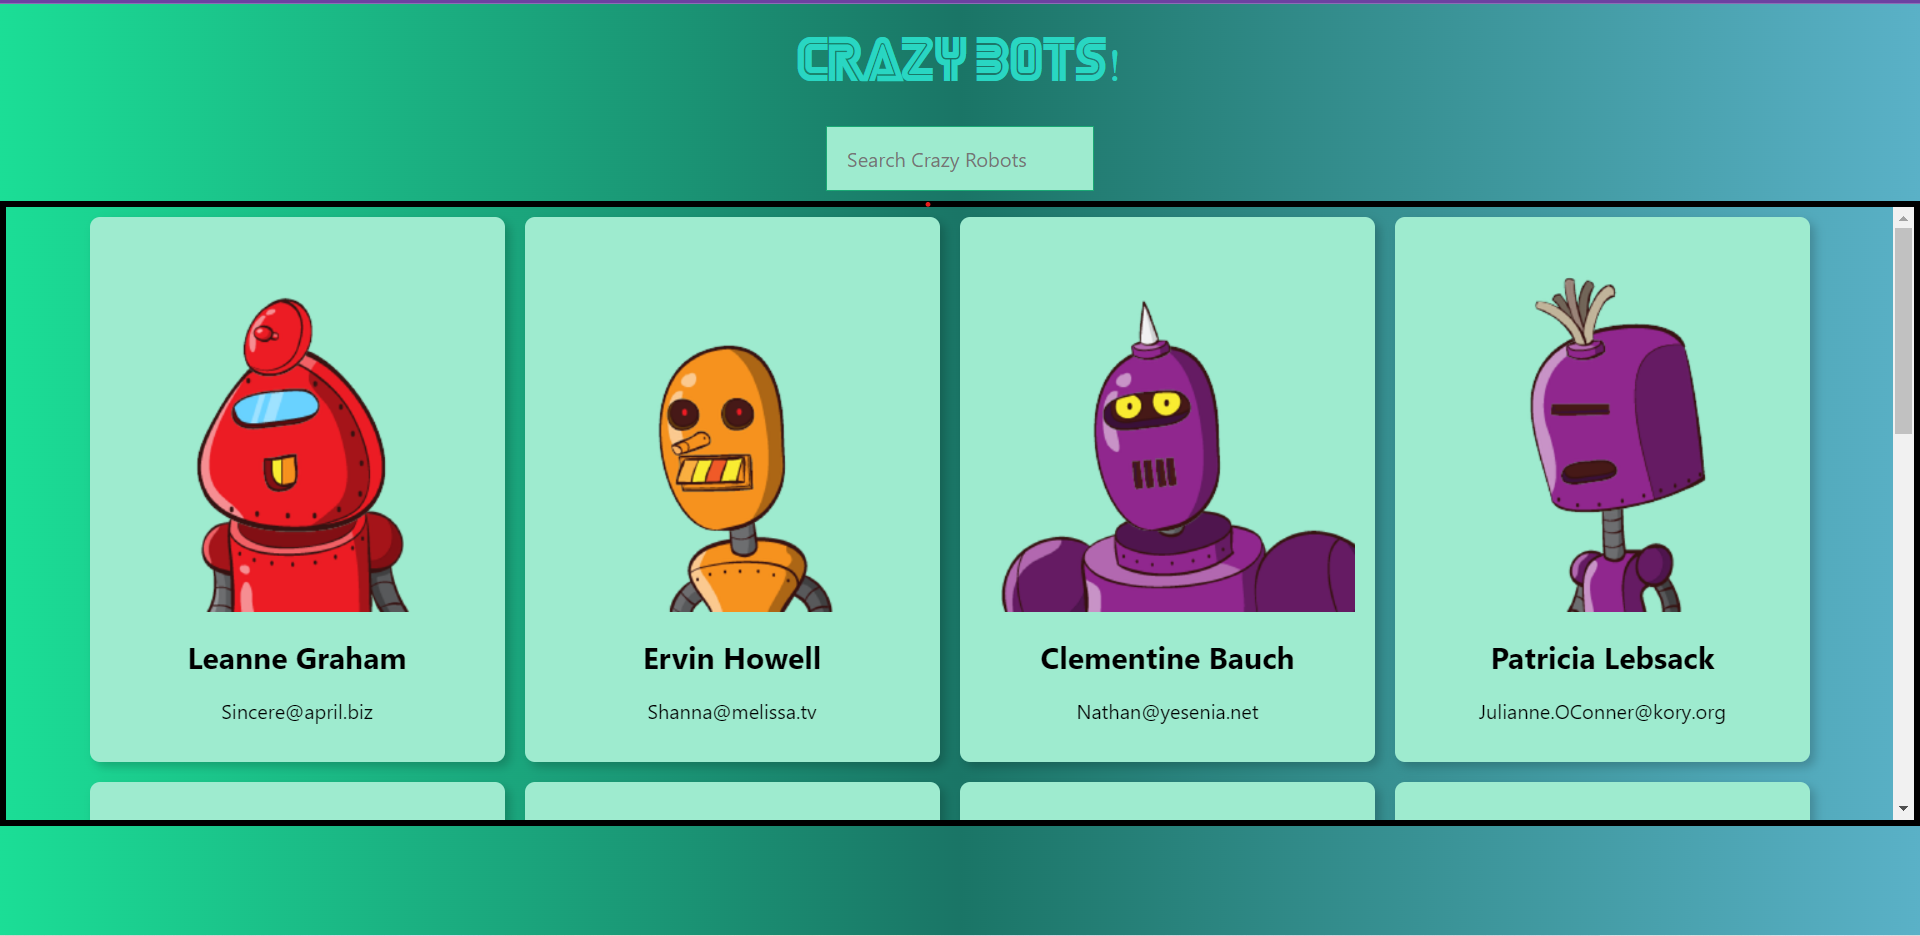 CRAZY BOTS!
Search Crazy Robots
Leanne Graham
Sincere@april.biz
Ervin Howell
Shanna@melissa.tv
Clementine Bauch
Nathan@yesenia.net
Patricia Lebsack
Julianne.OConner@kory.org